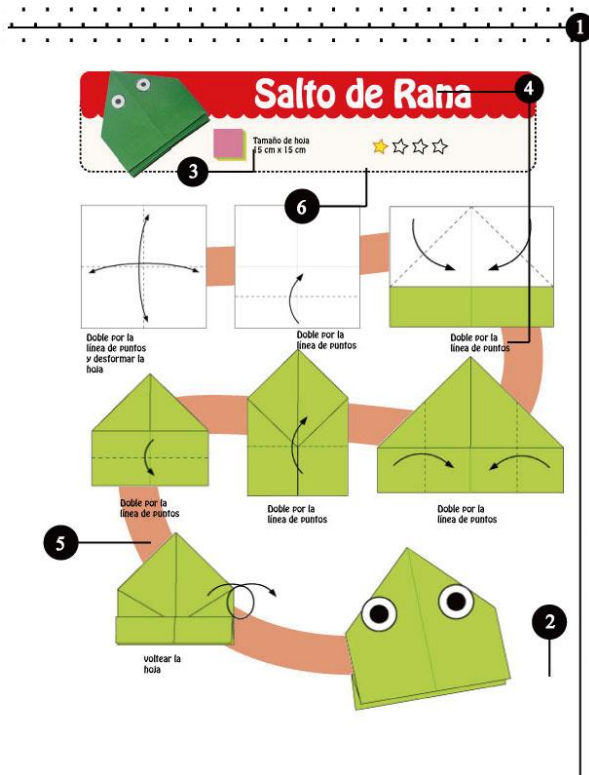 1
Salto de Rana
4
Tamaño de hoja
15 cm x 15 cm
3
6
Doble por la
línea de puntos
y desformar la
hoja
Doble por la
línea de puntos
Doble por la
línea de puntos
Doble por la
línea de puntos
Doble por la
línea de puntos
Doble por la
línea de puntos
5
voltear la
hoja
2